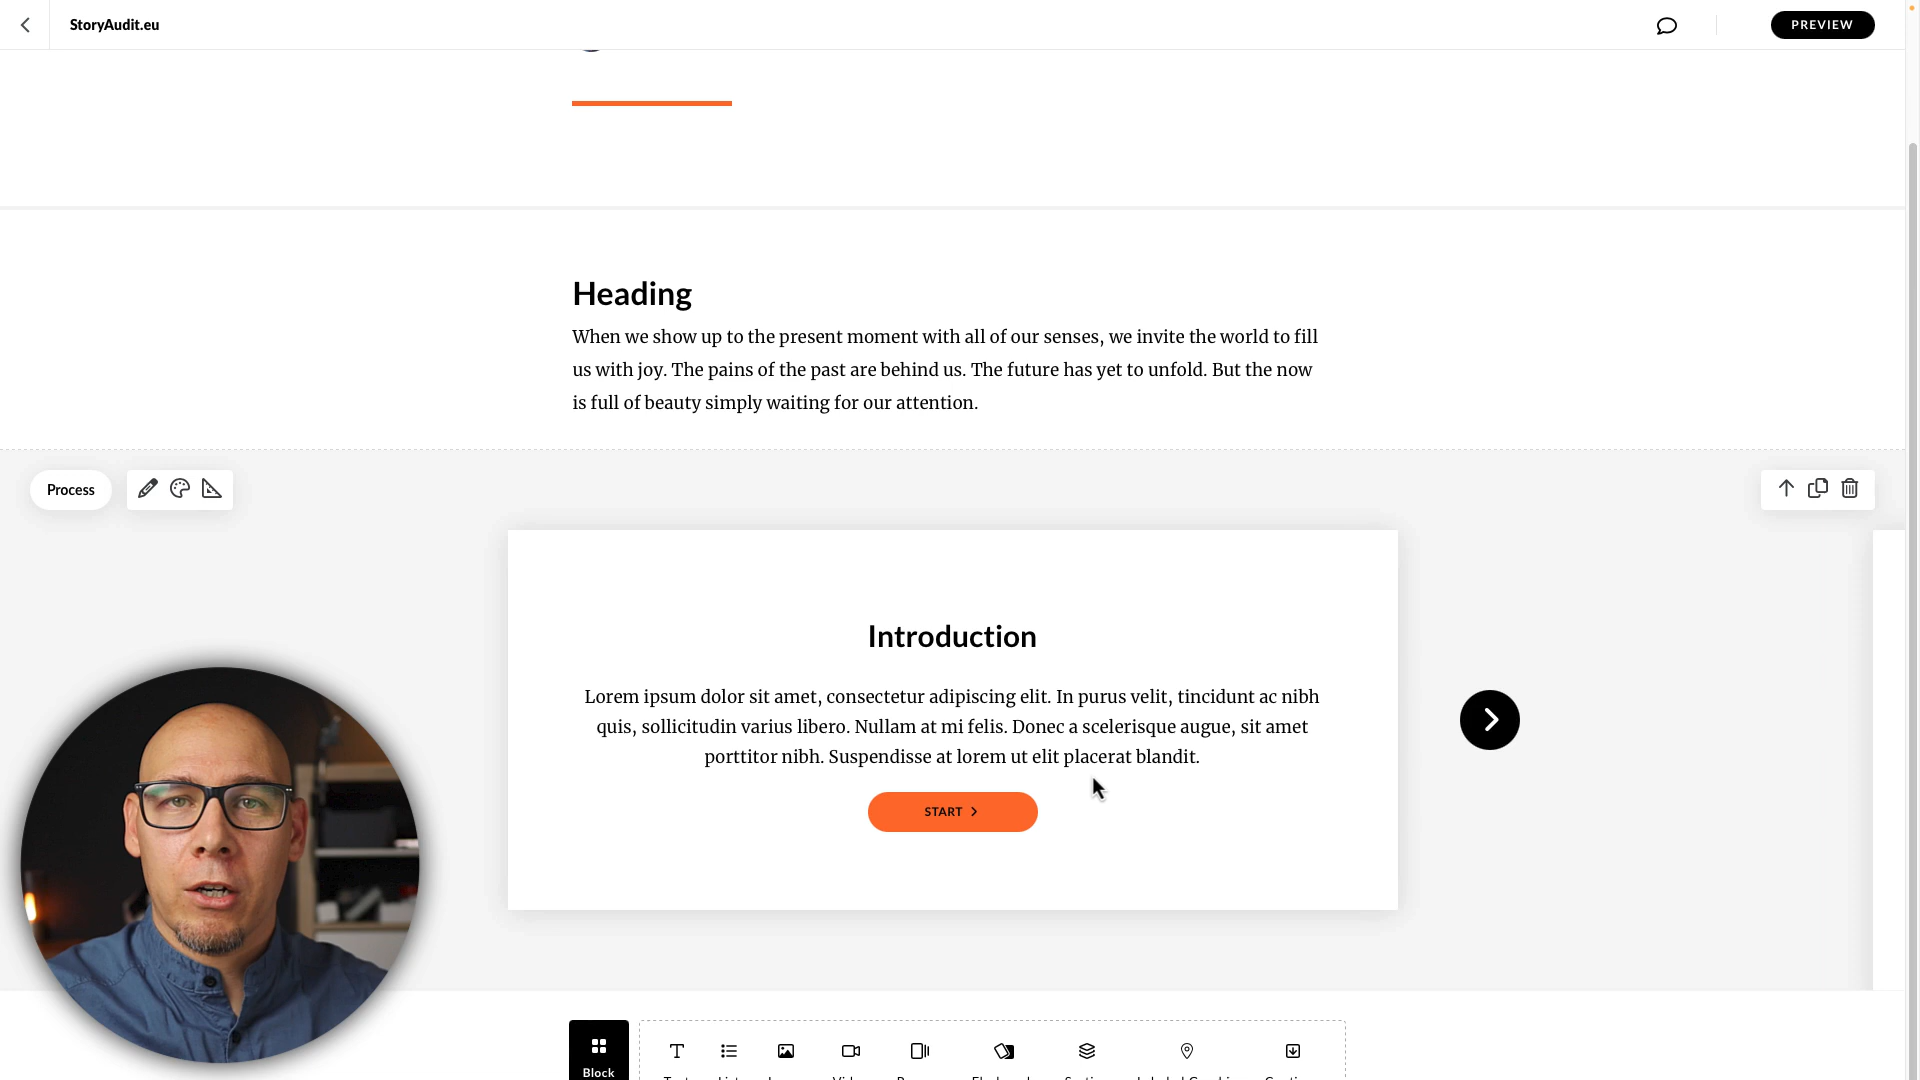 StoryAudit.eu
PREVIEW
Heading
When we show up to the present moment with all of our senses, we invite the world to fill
us with joy. The pains of the past are behind us. The future has yet to unfold. But the now
is full of beauty simply waiting for our attention.
Process
Introduction
Lorem ipsum dolor sit amet, consectetur adipiscing elit. In purus velit, tincidunt ac nibh
quis, sollicitudin varius libero. Nullam at mi felis. Donec a scelerisque augue, sit amet
porttitor nibh. Suspendisse at lorem ut elit placerat blandit.
START
Block